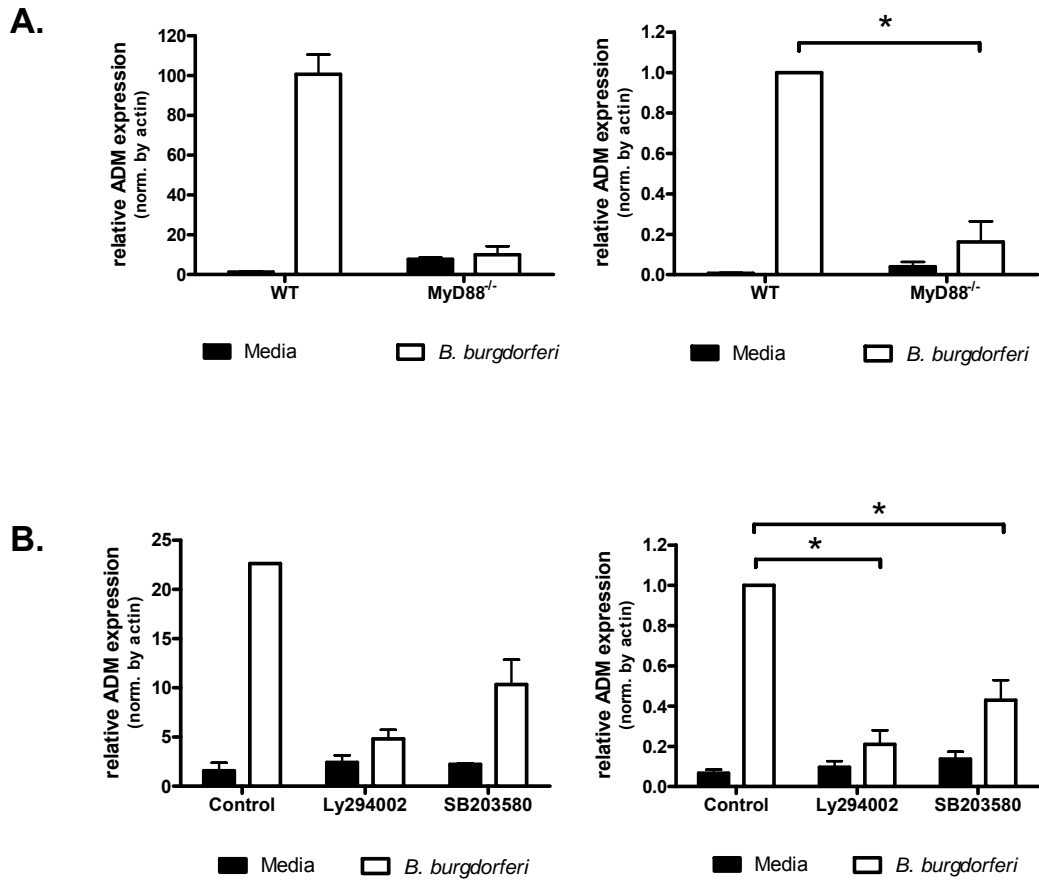 A.
relative ADM expression
(norm. by actin)
120
100
80
60
40
20
0
WT MyD88-/-
Media B. burgdorferi
*
relative ADM expression
(norm. by actin)
1.2
1.0
0.8
0.6
0.4
0.2
0.0
WT MyD88-/-
Media B. burgdorferi
B.
relative ADM expression
(norm. by actin)
25
20
15
10
5
0
Control Ly294002 SB203580
Media B. burgdorferi
*
*
relative ADM expression
(norm. by actin)
1.2
1.0
0.8
0.6
0.4
0.2
0.0
Control Ly294002 SB203580
Media B. burgdorferi